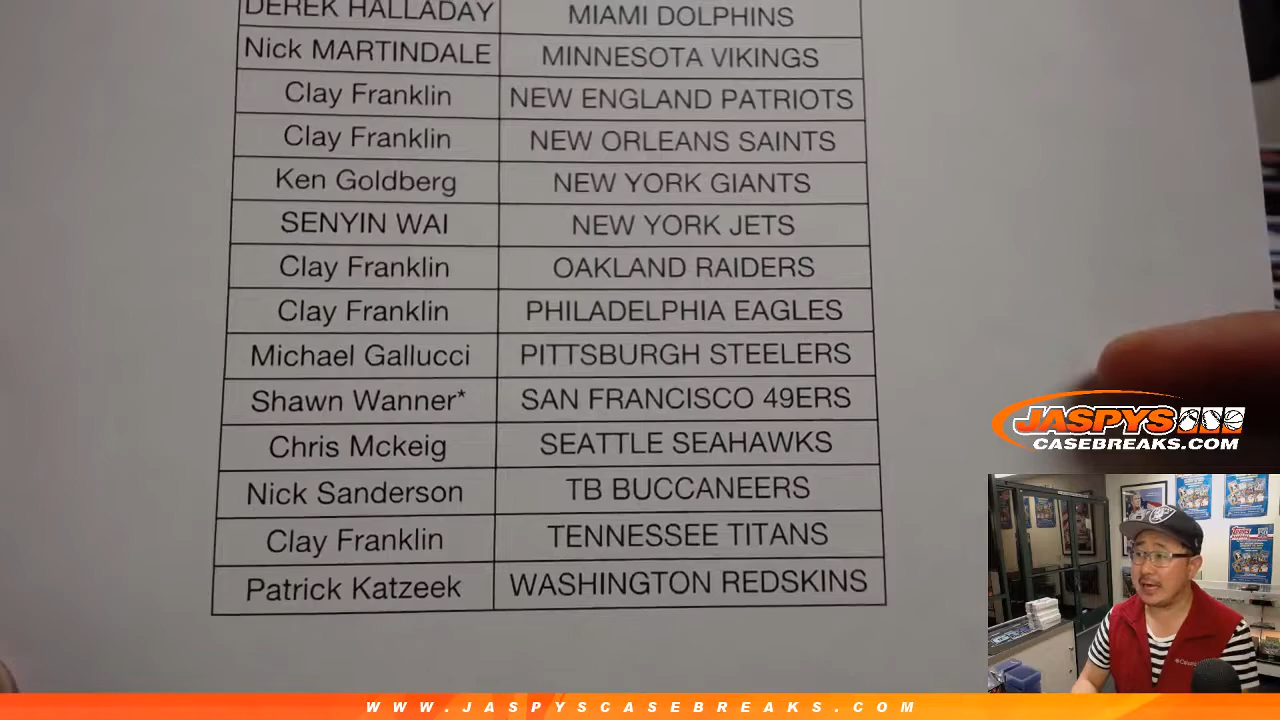 DEREK HALLADAY MIAMI DOLPHINS
Nick MARTINDALE MINNESOTA VIKINGS
Clay Franklin NEW ENGLAND PATRIOTS
Clay Franklin NEW ORLEANS SAINTS
Ken Goldberg NEW YORK GIANTS
SENYIN WAI NEW YORK JETS
Clay Franklin OAKLAND RAIDERS
Clay Franklin PHILADELPHIA EAGLES
Michael Gallucci PITTSBURGH STEELERS
Shawn Wanner* SAN FRANCISCO 49ERS
Chris Mckeig SEATTLE SEAHAWKS
Nick Sanderson TB BUCCANEERS
Clay Franklin TENNESSEE TITANS
Patrick Katzeek WASHINGTON REDSKINS
JASPYS
CASEBREAKS.COM
WWW.JASPYSCASEBREAKS.COM